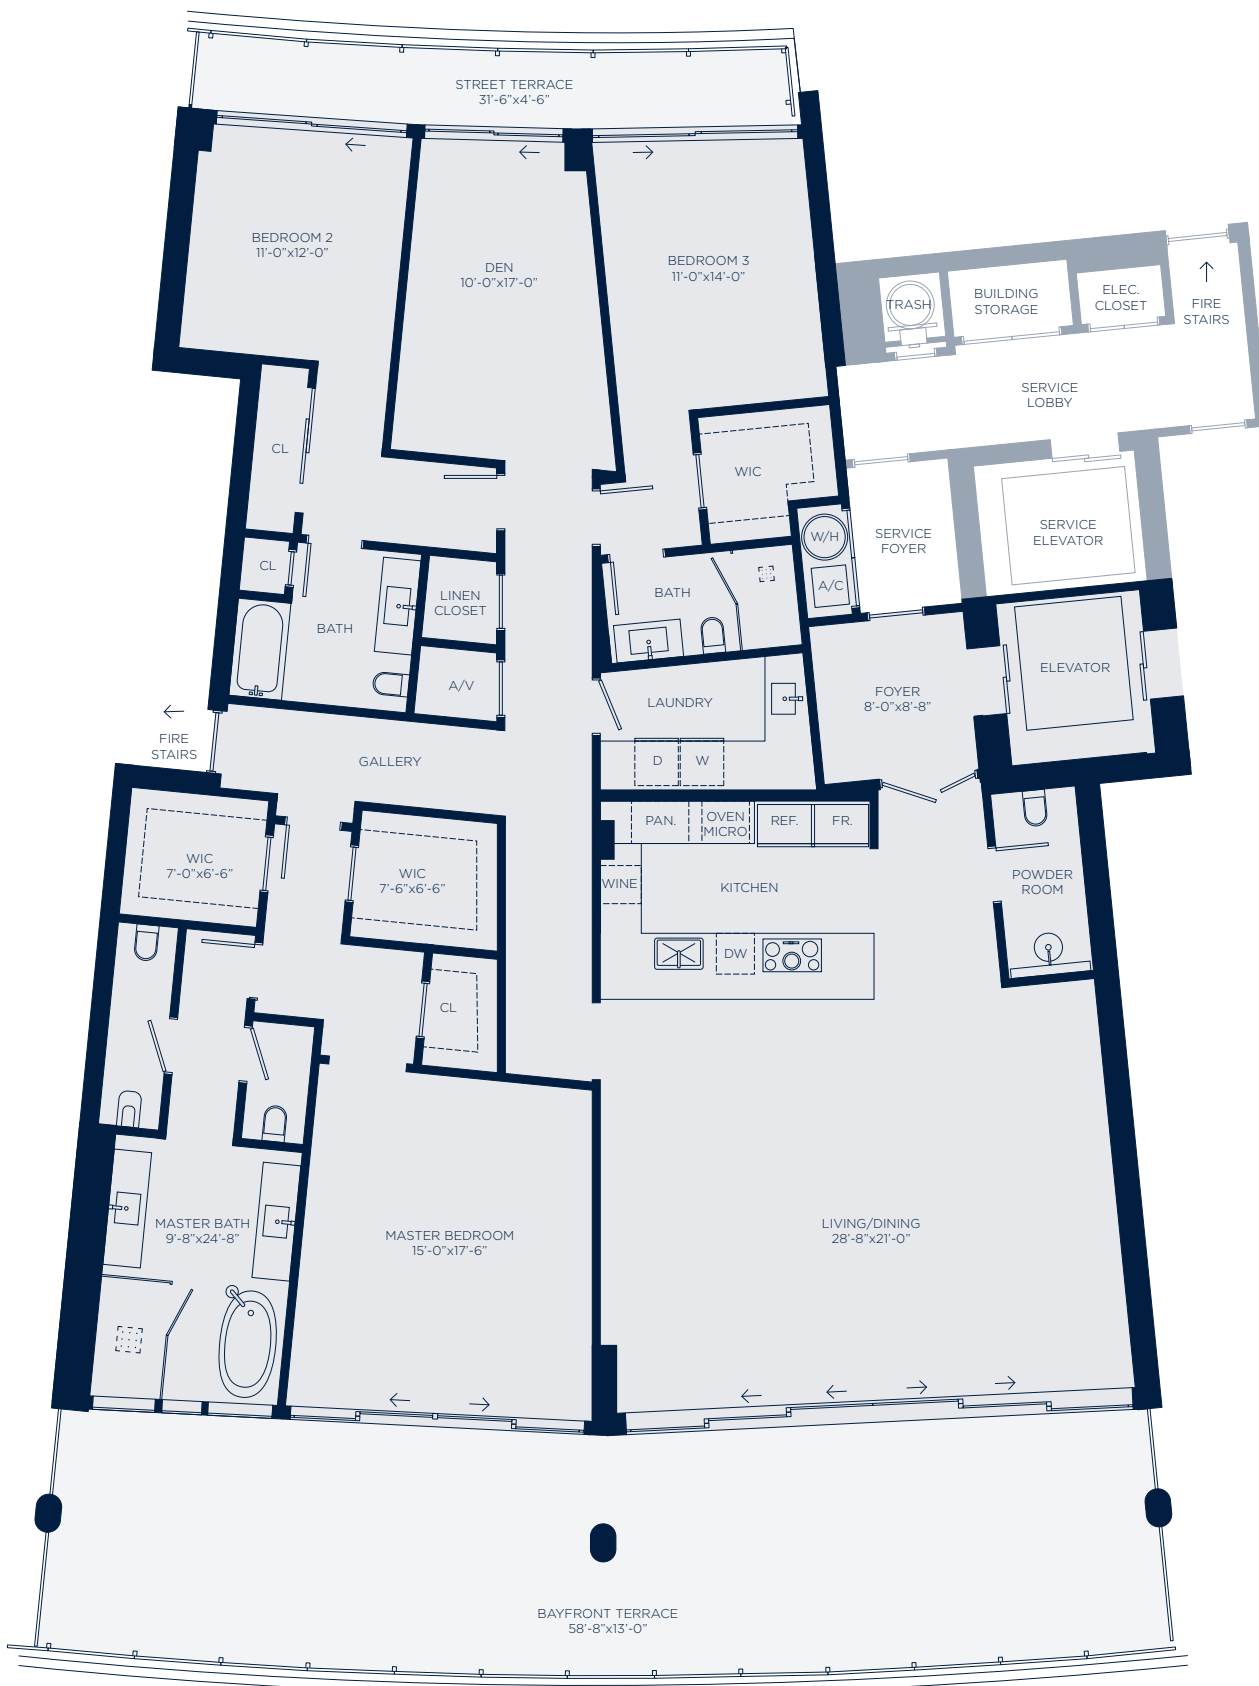 STREET TERRACE
31'-6"x4'-6"
BEDROOM 2
11'-0"x12'-0"
DEN
10'-0"x17'-0"
BEDROOM 3
11'-0"x14'-0"
TRASH
BUILDING
STORAGE
ELEC.
CLOSET
FIRE
STAIRS
SERVICE
LOBBY
CL
WIC
W/H
SERVICE
FOYER
SERVICE
ELEVATOR
CL
A/C
LINEN
CLOSET
BATH
BATH
A/V
ELEVATOR
LAUNDRY
FOYER
8'-0"x8'-8"
FIRE
STAIRS
GALLERY
D
W
PAN.
OVEN
MICRO
REF.
FR.
WIC
7'-0"x6'-6"
WIC
7'-6"x6'-6"
WINE
KITCHEN
POWDER
ROOM
DW
CL
MASTER BATH
9'-8"x24'-8"
MASTER BEDROOM
15'-0"x17'-6"
LIVING/DINING
28'-8"x21'-0"
BAYFRONT TERRACE
58'-8"x13'-0"